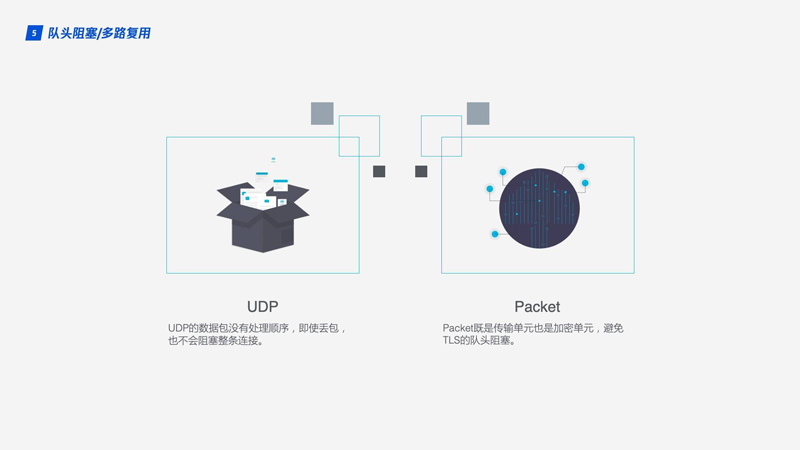 5 队头阻塞/多路复用
UDP
UDP的数据包没有处理顺序，即使丢包，
也不会阻塞整条连接。
Packet
Packet既是传输单元也是加密单元，避免
TLS的队头阻塞。